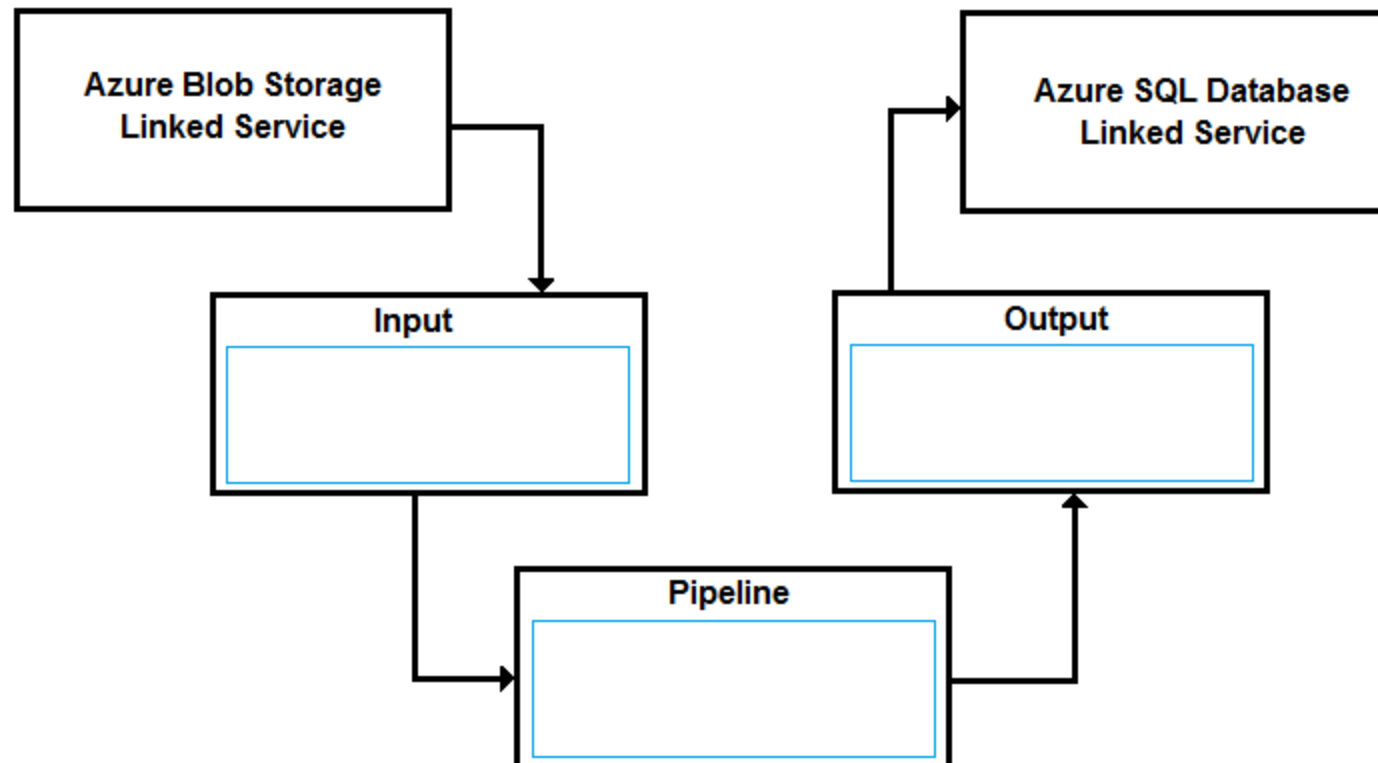 Azure Blob Storage
Linked Service
Azure SQL Database
Linked Service
Input
Output
Pipeline